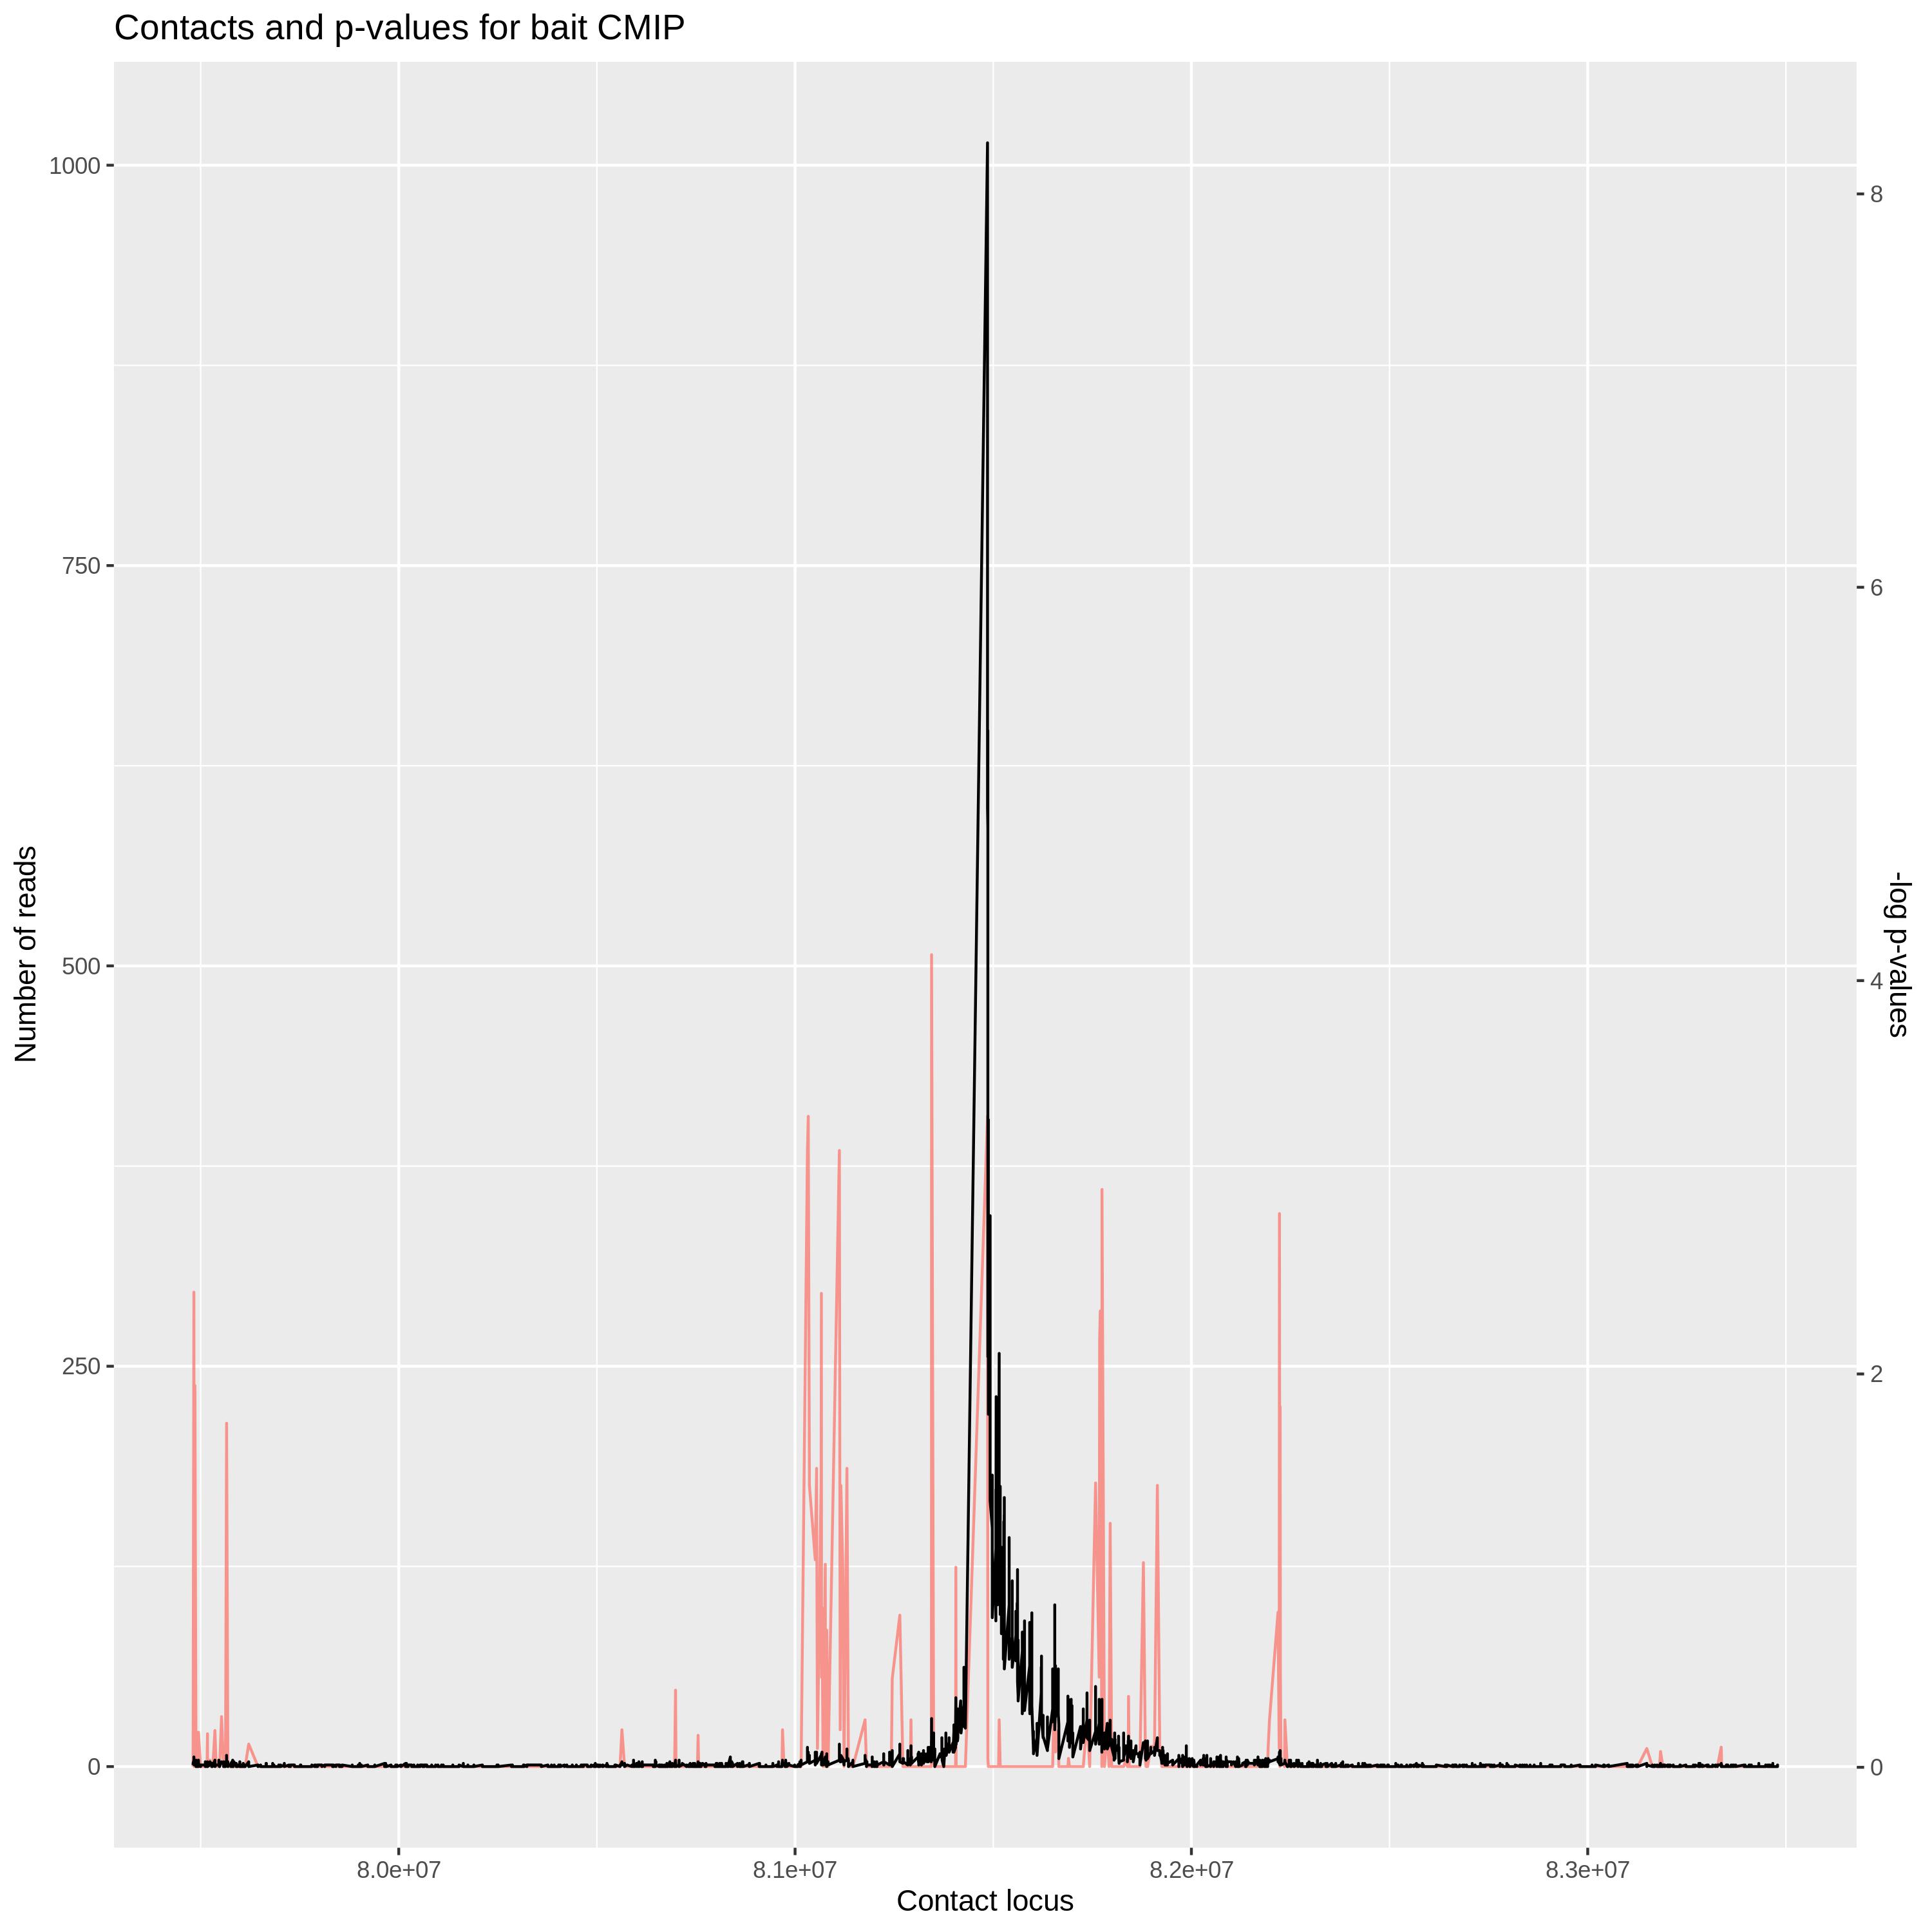 Contacts and p-values for bait CMIP
1000
750
500
250
0
Number of reads
8
6
4
2
0
-log p-values
8.0e+07
8.1e+07
8.2e+07
8.3e+07
Contact locus